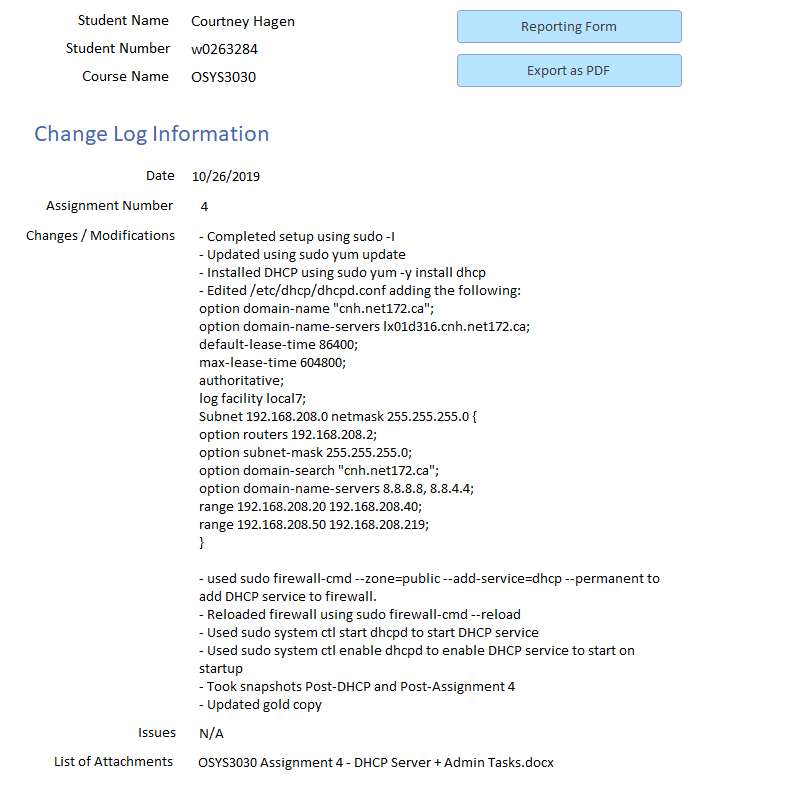 Student Name Courtney Hagen
Reporting Form
Student Number w0263284
Export as PDF
Course Name OSYS3030
Change Log Information
Date 10/26/2019
Assignment Number 4
Changes / Modifications - Completed setup using sudo -I
- Updated using sudo yum update
- Installed DHCP using sudo yum -y install dhcp
- Edited /etc/dhcp/dhcpd.conf adding the following:
option domain-name "cnh.net172.ca";
option domain-name-servers lx01d316.cnh.net172.ca;
default-lease-time 86400;
max-lease-time 604800;
authoritative;
log facility local7;
Subnet 192.168.208.0 netmask 255.255.255.0 {
option routers 192.168.208.2;
option subnet-mask 255.255.255.0;
option domain-search "cnh.net172.ca";
option domain-name-servers 8.8.8.8, 8.8.4.4;
range 192.168.208.20 192.168.208.40;
range 192.168.208.50 192.168.208.219;
}
- used sudo firewall-cmd --zone=public --add-service=dhcp --permanent to
add DHCP service to firewall.
- Reloaded firewall using sudo firewall-cmd --reload
- Used sudo system ctl start dhcpd to start DHCP service
- Used sudo system ctl enable dhcpd to enable DHCP service to start on
startup
- Took snapshots Post-DHCP and Post-Assignment 4
- Updated gold copy
Issues N/A
List of Attachments OSYS3030 Assignment 4 - DHCP Server + Admin Tasks.docx